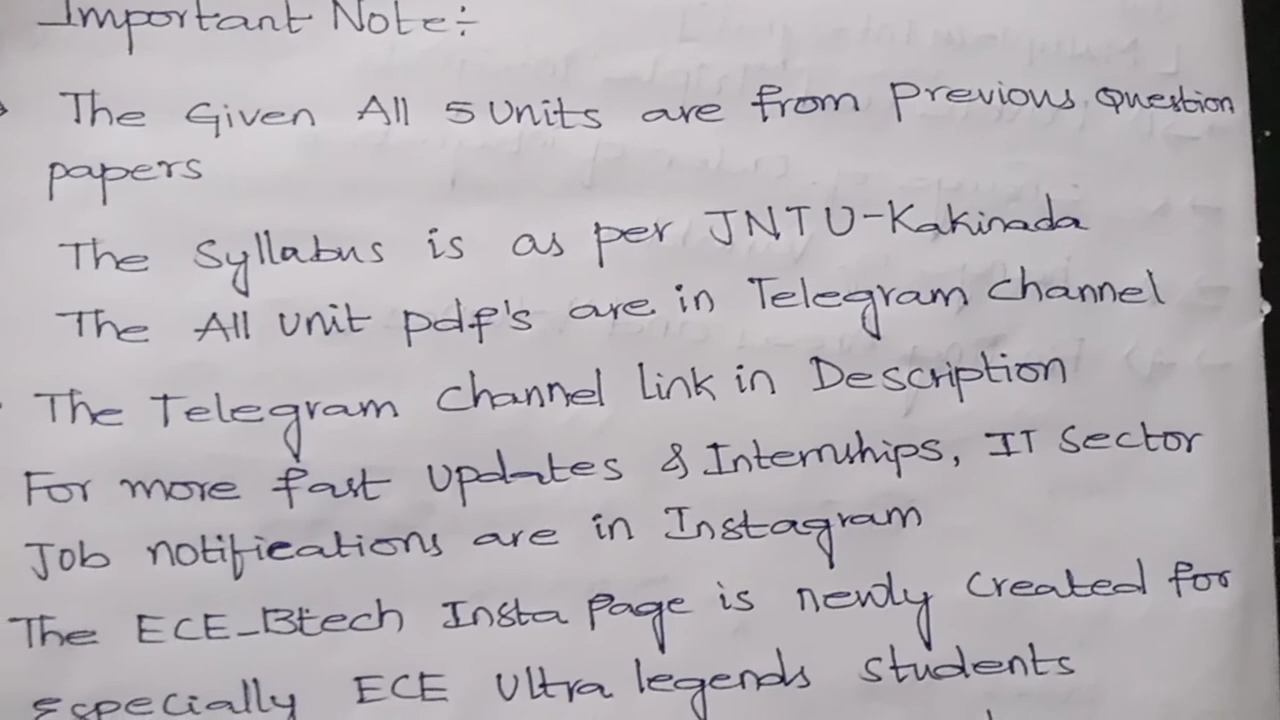 Important Note:-
The Given All 5 Units are from previous Question
papers
The Syllabus is as per JNTU-Kakinada
The All Unit pdf's are in Telegram channel
The Telegram channel link in Description
For more fast Updates & Internships, IT Sector
Job notifications are in Instagram
The ECE_Btech Insta page is newly created for
especially ECE Ultra legends students